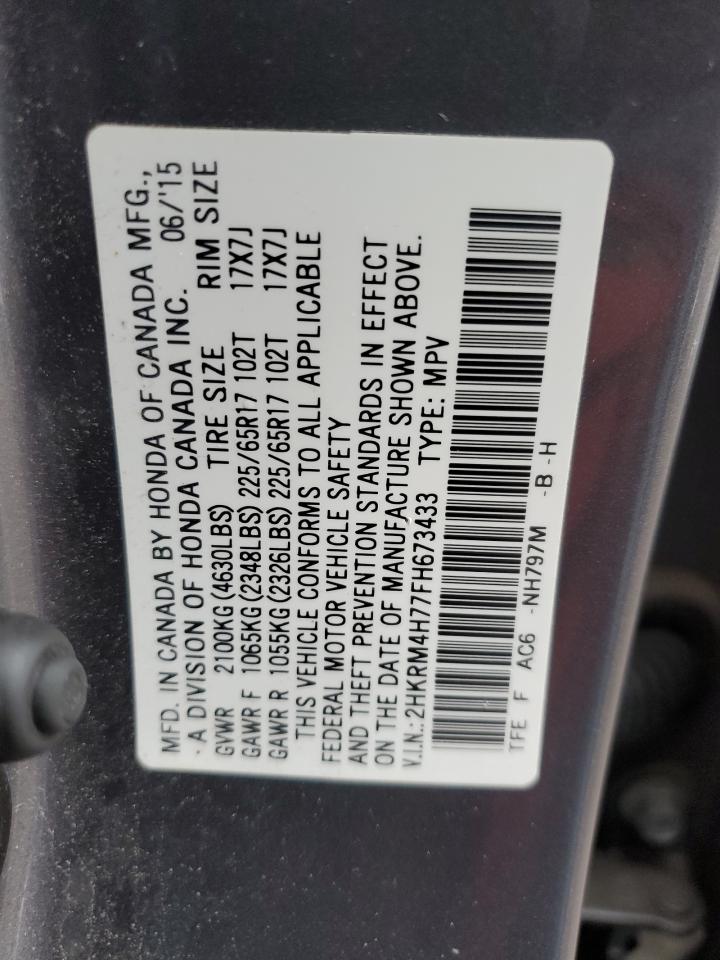 MFD. IN CANADA BY HONDA OF CANADA MFG.,
A DIVISION OF HONDA CANADA INC. 06/'15
GVWR 2100KG (4630LBS) TIRE SIZE RIM SIZE
GAWR F 1065KG (2348LBS) 225/65R17 102T 17X7J
GAWR R 1055KG (2326LBS) 225/65R17 102T 17X7J
THIS VEHICLE CONFORMS TO ALL APPLICABLE
FEDERAL MOTOR VEHICLE SAFETY
AND THEFT PREVENTION STANDARDS IN EFFECT
ON THE DATE OF MANUFACTURE SHOWN ABOVE.
V.I.N.: 2HKRM4H77FH673433 TYPE: MPV
TFE F AC6 -NH797M -B -H